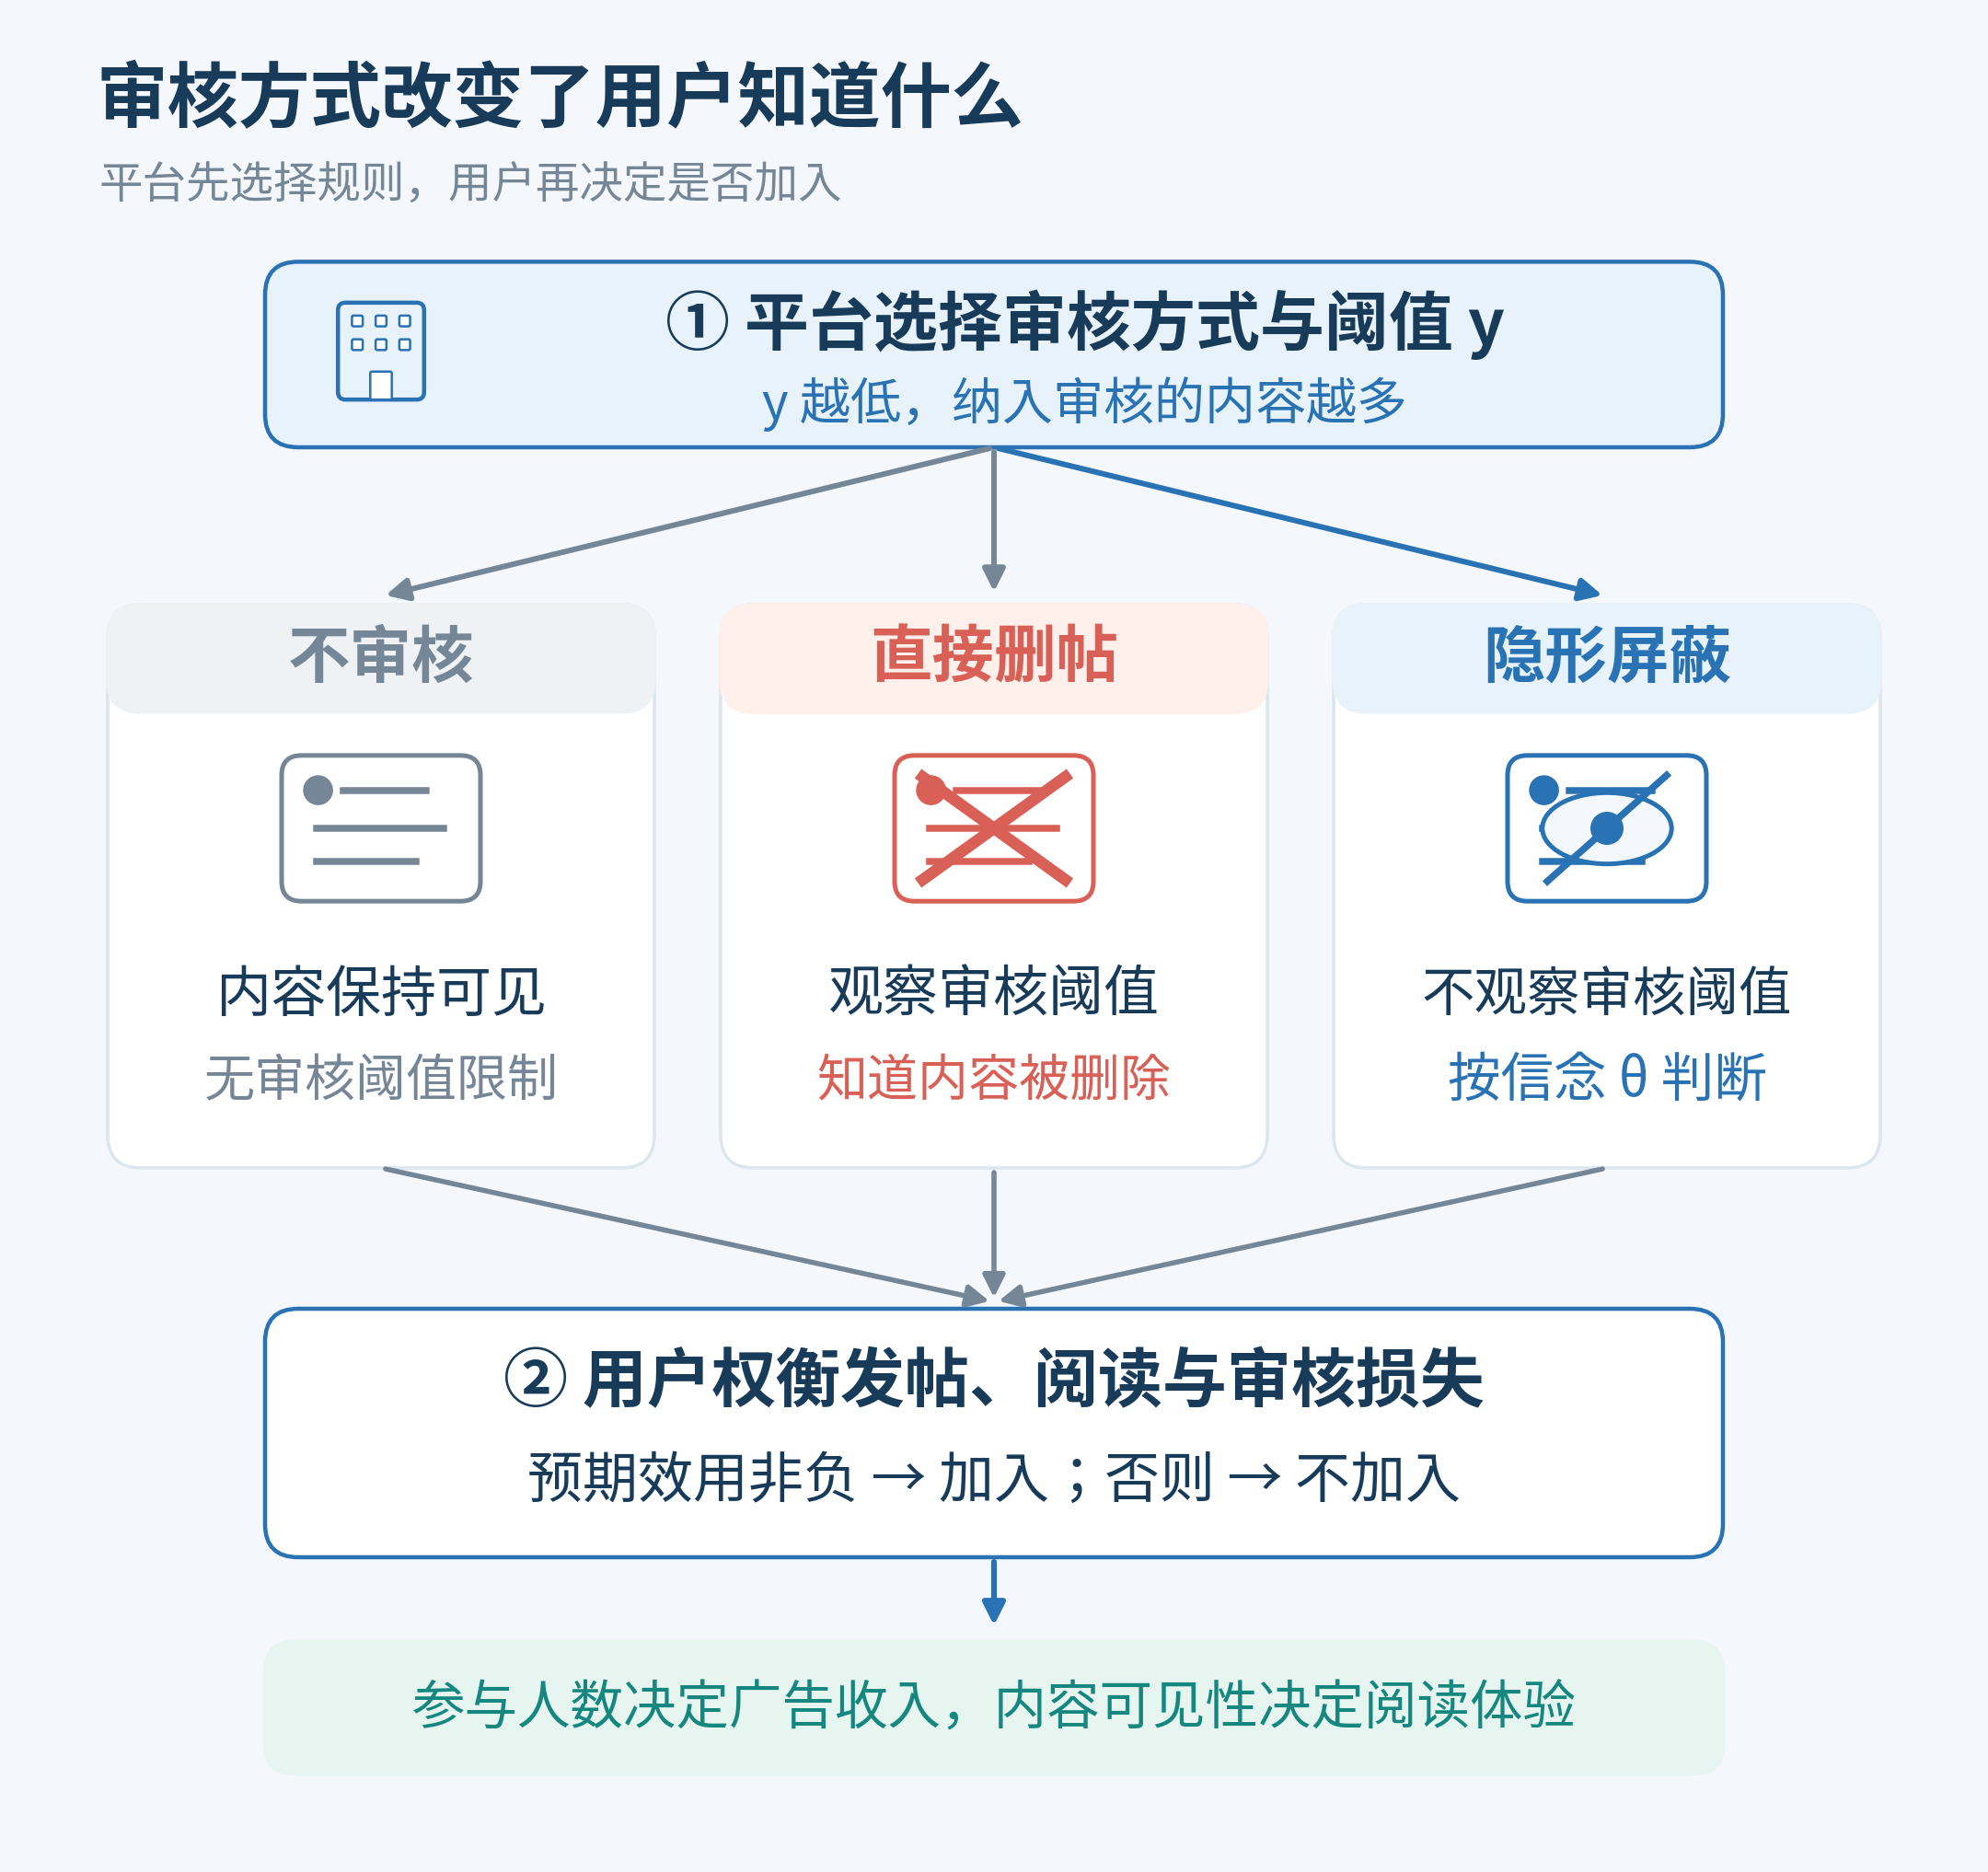 审核方式改变了用户知道什么
平台先选择规则，用户再决定是否加入
① 平台选择审核方式与阈值 y
y 越低，纳入审核的内容越多
不审核
内容保持可见
无审核阈值限制
直接删帖
观察审核阈值
知道内容被删除
隐形屏蔽
不观察审核阈值
按信念 θ 判断
② 用户权衡发帖、阅读与审核损失
预期效用非负 → 加入；否则 → 不加入
参与人数决定广告收入，内容可见性决定阅读体验